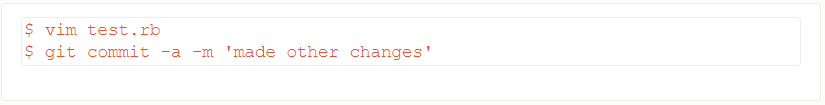 $ vim test.rb
$ git commit -a -m 'made other changes'